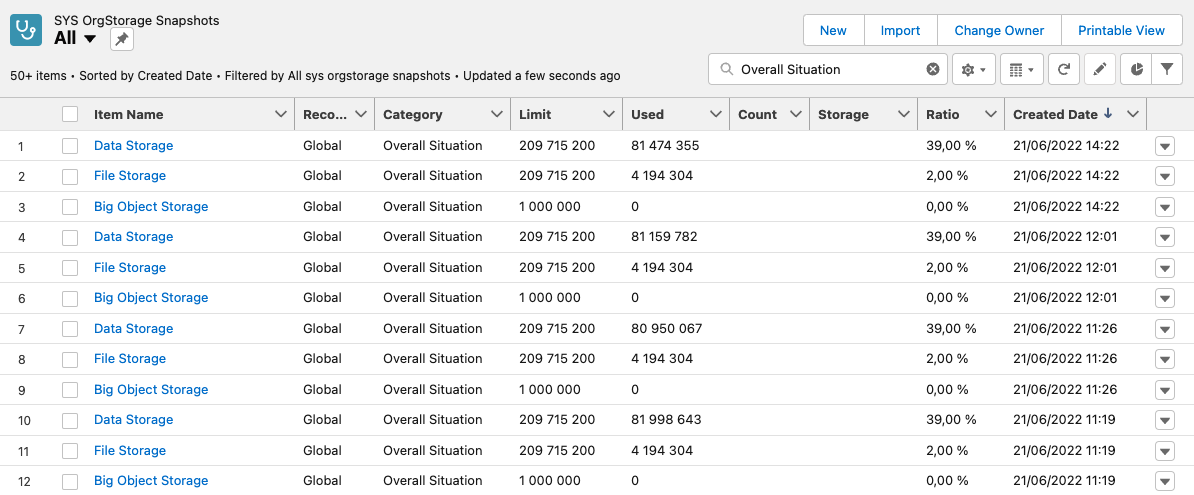 SYS OrgStorage Snapshots
All
New Import Change Owner Printable View
50+ items • Sorted by Created Date • Filtered by All sys orgstorage snapshots • Updated a few seconds ago
Overall Situation
Item Name Reco... Category Limit Used Count Storage Ratio Created Date
1 Data Storage Global Overall Situation 209 715 200 81 474 355 39,00 % 21/06/2022 14:22
2 File Storage Global Overall Situation 209 715 200 4 194 304 2,00 % 21/06/2022 14:22
3 Big Object Storage Global Overall Situation 1 000 000 0 0,00 % 21/06/2022 14:22
4 Data Storage Global Overall Situation 209 715 200 81 159 782 39,00 % 21/06/2022 12:01
5 File Storage Global Overall Situation 209 715 200 4 194 304 2,00 % 21/06/2022 12:01
6 Big Object Storage Global Overall Situation 1 000 000 0 0,00 % 21/06/2022 12:01
7 Data Storage Global Overall Situation 209 715 200 80 950 067 39,00 % 21/06/2022 11:26
8 File Storage Global Overall Situation 209 715 200 4 194 304 2,00 % 21/06/2022 11:26
9 Big Object Storage Global Overall Situation 1 000 000 0 0,00 % 21/06/2022 11:26
10 Data Storage Global Overall Situation 209 715 200 81 998 643 39,00 % 21/06/2022 11:19
11 File Storage Global Overall Situation 209 715 200 4 194 304 2,00 % 21/06/2022 11:19
12 Big Object Storage Global Overall Situation 1 000 000 0 0,00 % 21/06/2022 11:19